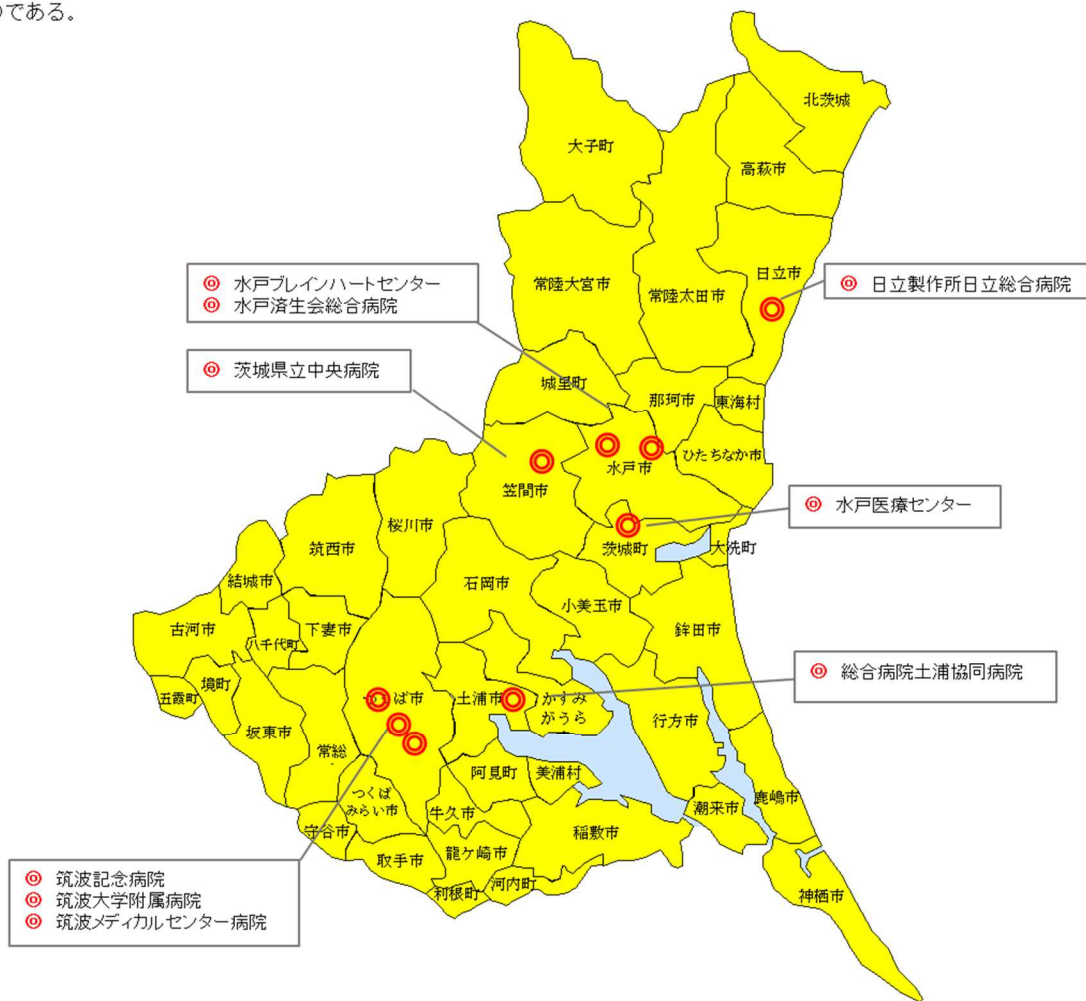 のである。
北茨城
大子町
高萩市
日立市
◎ 日立製作所日立総合病院
◎ 水戸ブレインハートセンター
◎ 水戸済生会総合病院
常陸大宮市
常陸太田市
◎ 茨城県立中央病院
城里町
那珂市
東海村
ひたちなか市
水戸市
笠間市
◎ 水戸医療センター
桜川市
筑西市
茨城町
大洗町
石岡市
結城市
小美玉市
古河市
八千代町
下妻市
鉾田市
五霞町
境町
つくば市
土浦市
かすみ
がうら
◎ 総合病院土浦協同病院
坂東市
常総
行方市
阿見町
美浦村
つくば
みらい市
牛久市
潮来市
鹿嶋市
守谷市
稲敷市
取手市
龍ケ崎市
利根町
河内町
神栖市
◎ 筑波記念病院
◎ 筑波大学附属病院
◎ 筑波メディカルセンター病院